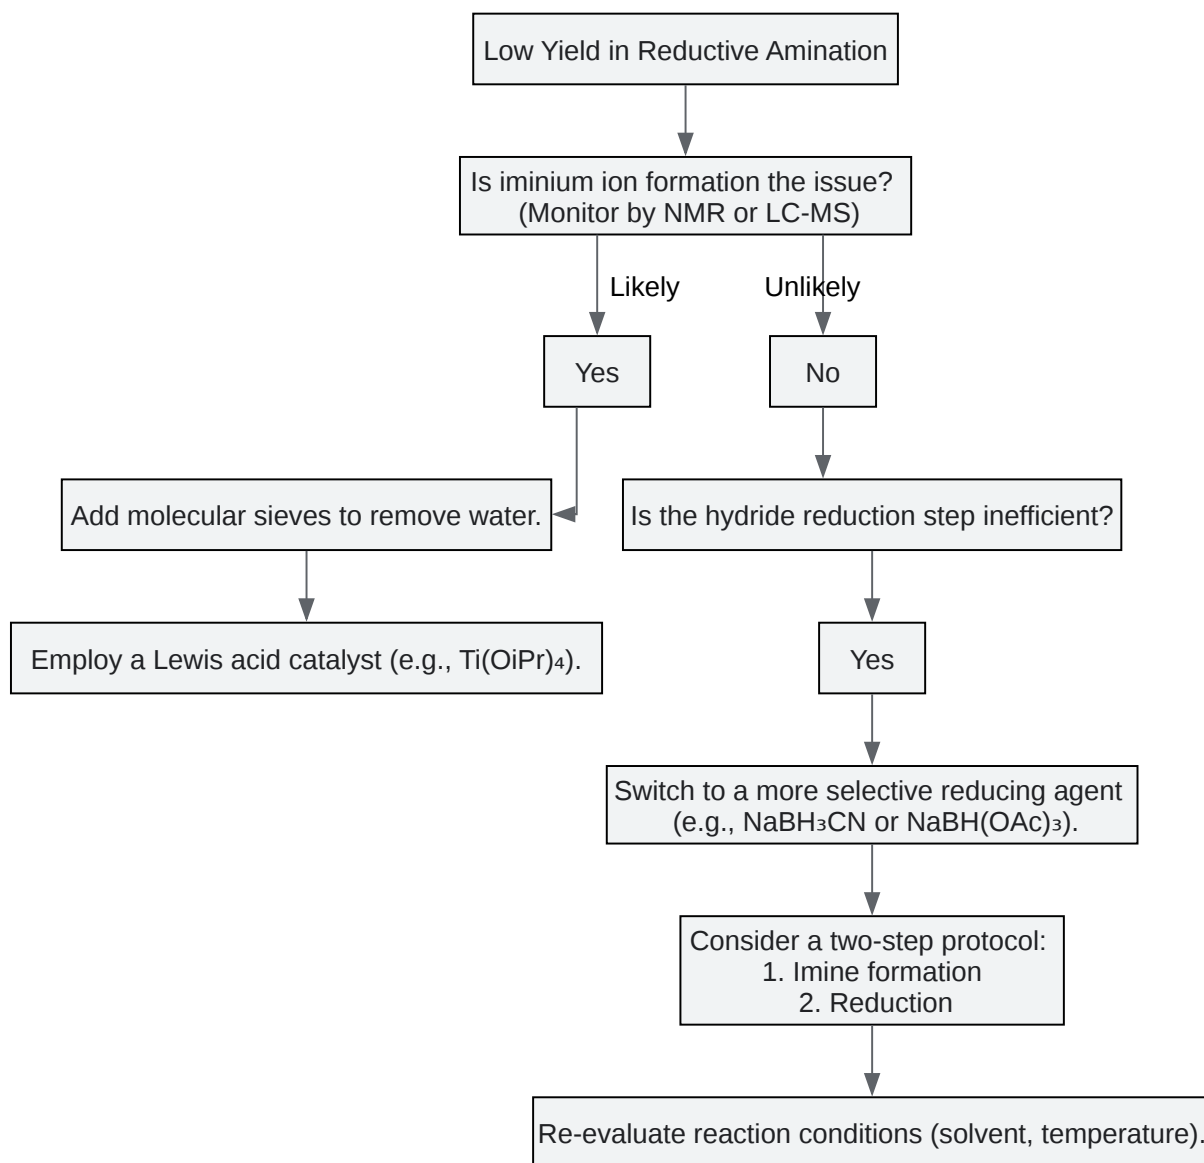 Low Yield in Reductive Amination
Is iminium ion formation the issue?
(Monitor by NMR or LC-MS)
Likely
Unlikely
Yes
No
Add molecular sieves to remove water.
Is the hydride reduction step inefficient?
Employ a Lewis acid catalyst (e.g., Ti(OiPr)₄).
Yes
Switch to a more selective reducing agent
(e.g., NaBH₃CN or NaBH(OAc)₃).
Consider a two-step protocol:
1. Imine formation
2. Reduction
Re-evaluate reaction conditions (solvent, temperature).